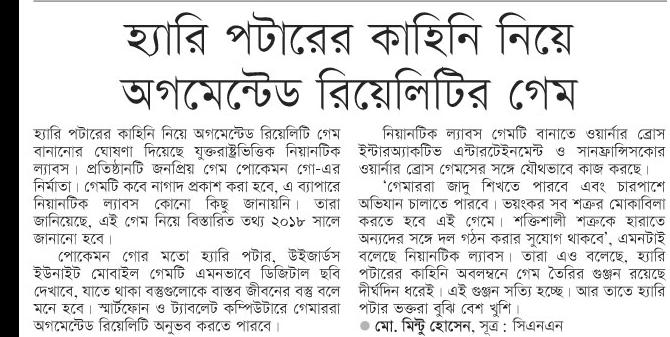 হ্যারি পটারের কাহিনি নিয়ে
অগমেন্টেড রিয়েলিটির গেম
হ্যারি পটারের কাহিনি নিয়ে অগমেন্টেড রিয়েলিটি গেম
বানানোর ঘোষণা দিয়েছে যুক্তরাষ্ট্রভিত্তিক নিয়ানটিক
ল্যাবস। প্রতিষ্ঠানটি জনপ্রিয় গেম পোকেমন গো-এর
নির্মাতা। গেমটি কবে নাগাদ প্রকাশ করা হবে, এ ব্যাপারে
নিয়ানটিক ল্যাবস কোনো কিছু জানায়নি। তারা
জানিয়েছে, এই গেম নিয়ে বিস্তারিত তথ্য ২০১৮ সালে
জানানো হবে।
পোকেমন গোর মতো হ্যারি পটার, উইজার্ডস
ইউনাইট মোবাইল গেমটি এমনভাবে ডিজিটাল ছবি
দেখাবে, যাতে থাকা বস্তুগুলোকে বাস্তব জীবনের বস্তু বলে
মনে হবে। স্মার্টফোন ও ট্যাবলেট কম্পিউটারে গেমাররা
অগমেন্টেড রিয়েলিটি অনুভব করতে পারবে।
নিয়ানটিক ল্যাবস গেমটি বানাতে ওয়ার্নার ব্রোস
ইন্টারঅ্যাকটিভ এন্টারটেইনমেন্ট ও সানফ্রান্সিসকোর
ওয়ার্নার ব্রোস গেমসের সঙ্গে যৌথভাবে কাজ করছে।
‘গেমাররা জাদু শিখতে পারবে এবং চারপাশে
অভিযান চালাতে পারবে। ভয়ংকর সব শত্রুর মোকাবিলা
করতে হবে এই গেমে। শক্তিশালী শত্রুকে হারাতে
অন্যদের সঙ্গে দল গঠন করার সুযোগ থাকবে’, এমনটাই
বলেছে নিয়ানটিক ল্যাবস। তারা এও বলেছে, হ্যারি
পটারের কাহিনি অবলম্বনে গেম তৈরির গুঞ্জন রয়েছে
দীর্ঘদিন ধরেই। এই গুঞ্জন সত্যি হচ্ছে। আর তাতে হ্যারি
পটার ভক্তরা বুঝি বেশ খুশি।
● মো. মিন্টু হোসেন, সূত্র : সিএনএন